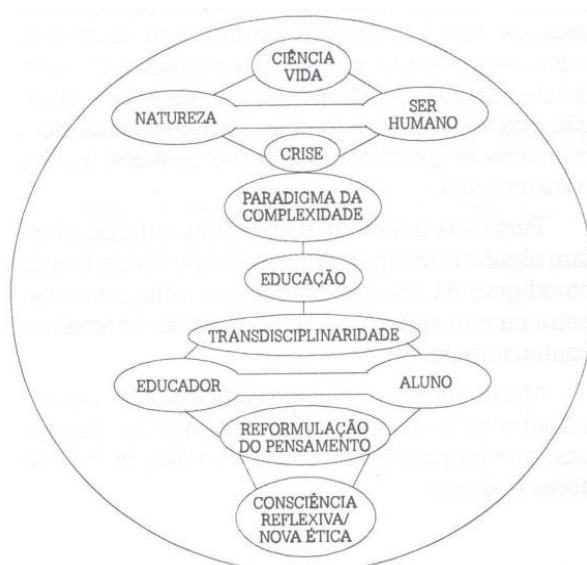 CIÊNCIA
VIDA
NATUREZA
SER
HUMANO
CRISE
PARADIGMA DA
COMPLEXIDADE
EDUCAÇÃO
TRANSDISCIPLINARIDADE
EDUCADOR
ALUNO
REFORMULAÇÃO
DO PENSAMENTO
CONSCIÊNCIA
REFLEXIVA/
NOVA ÉTICA